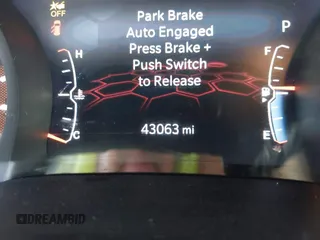 OFF
Park Brake
Auto Engaged
Press Brake +
Push Switch
to Release
P
H
F
C
E
43063 mi
DREAMBID